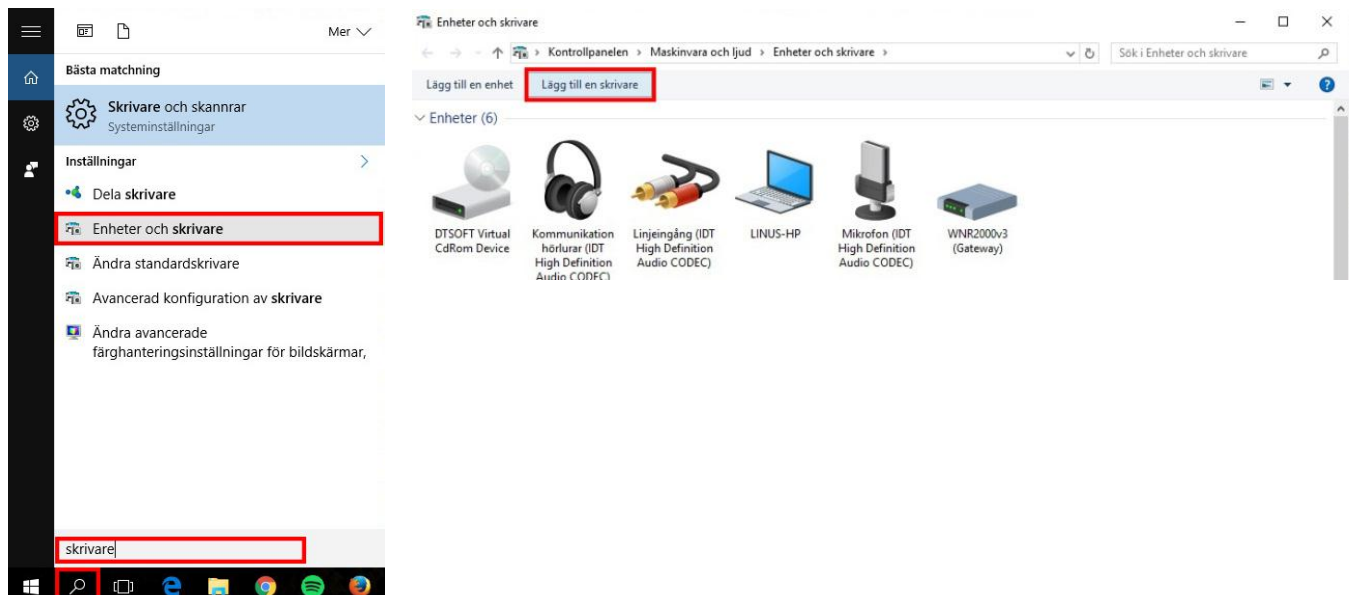 Mer
Bästa matchning
Skrivare och skannrar
Systeminställningar
Inställningar
Dela skrivare
Enheter och skrivare
Ändra standardskrivare
Avancerad konfiguration av skrivare
Ändra avancerade
färghanteringsinställningar för bildskärmar,
skrivare
Enheter och skrivare
Kontrollpanelen > Maskinvara och ljud > Enheter och skrivare >
Sök i Enheter och skrivare
Lägg till en enhet Lägg till en skrivare
Enheter (6)
DTSOFT Virtual
CdRom Device
Kommunikation
hörlurar (IDT
High Definition
Audio CODEC)
Linjeingång (IDT
High Definition
Audio CODEC)
LINUS-HP
Mikrofon (IDT
High Definition
Audio CODEC)
WNR2000v3
(Gateway)